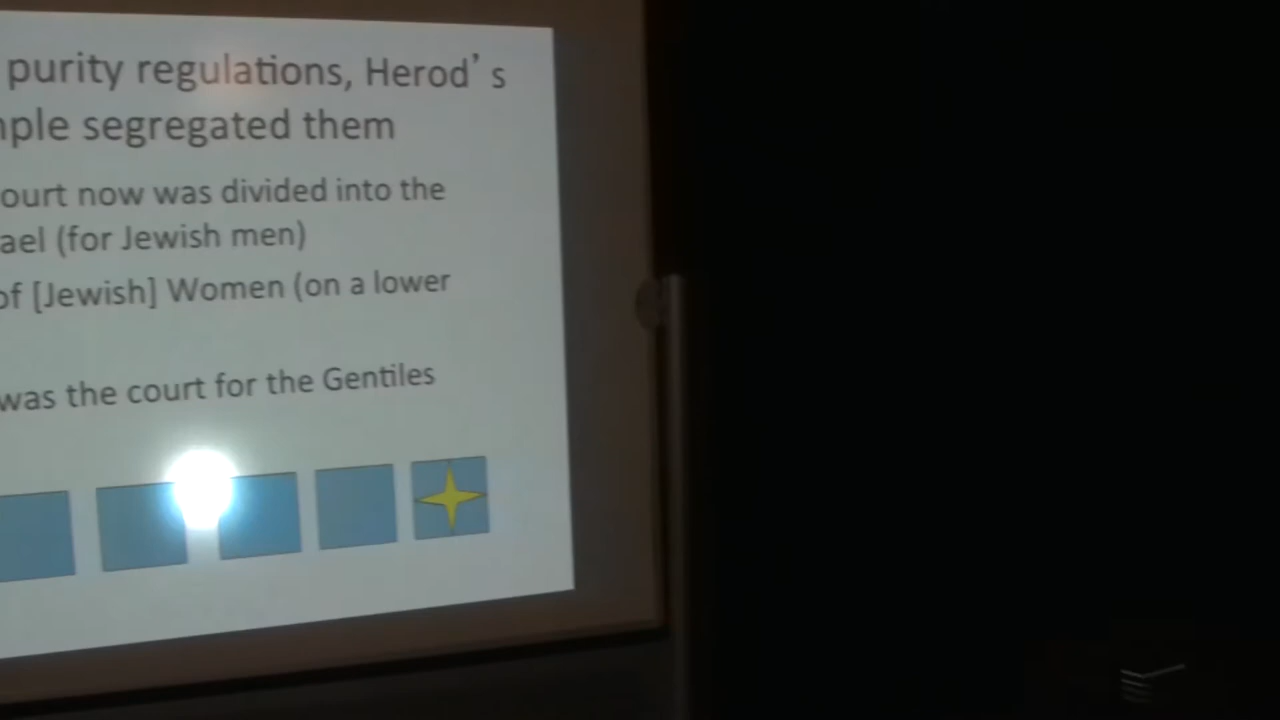 purity regulations, Herod's
mple segregated them
ourt now was divided into the
ael (for Jewish men)
of [Jewish] Women (on a lower
was the court for the Gentiles